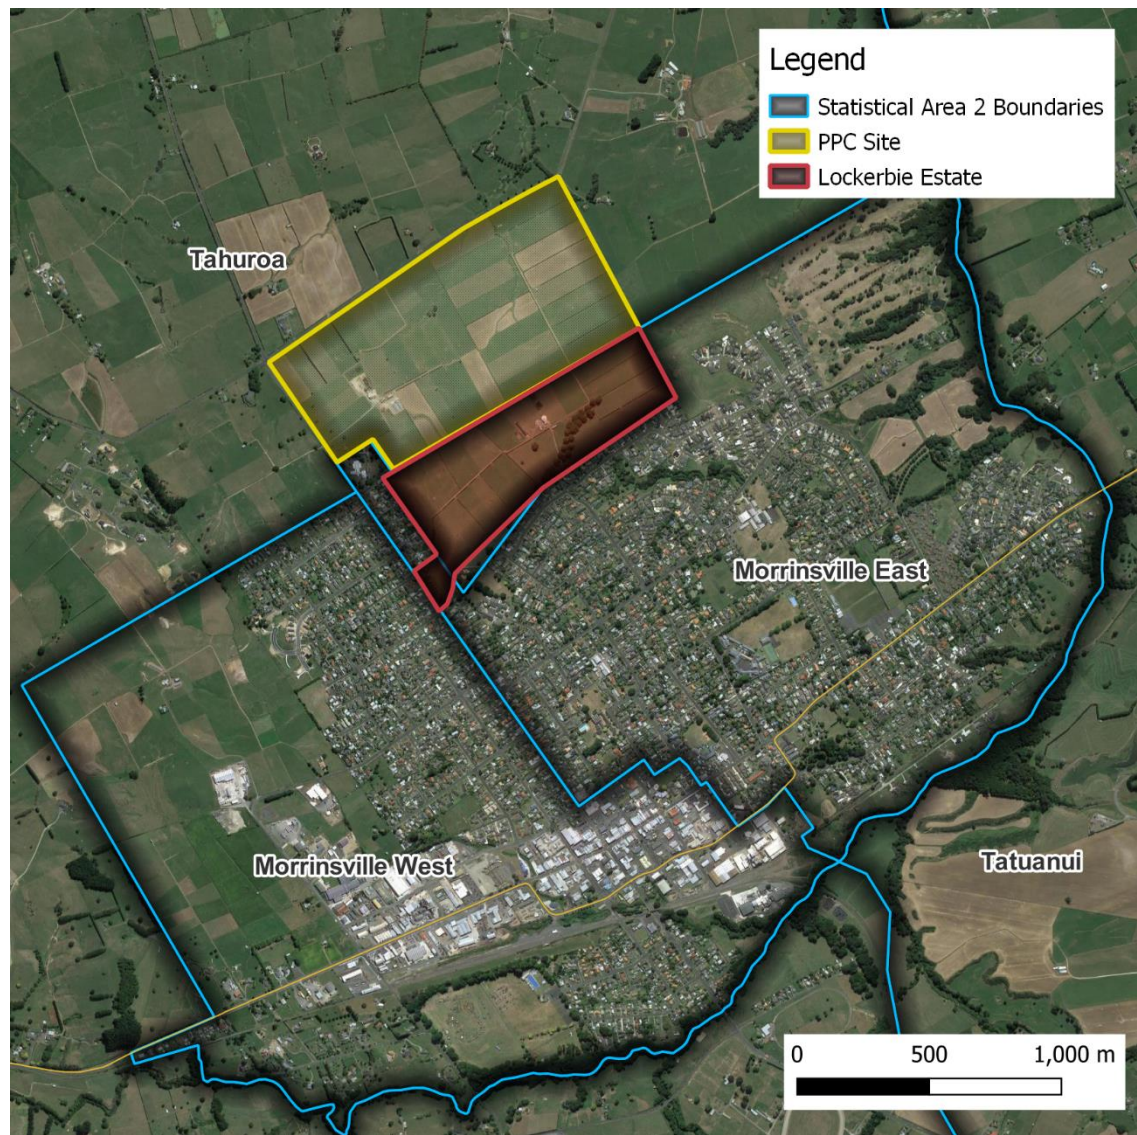 Legend
Statistical Area 2 Boundaries
PPC Site
Lockerbie Estate
Tahuroa
Morrinsville East
Morrinsville West
Tatuanui
0 500 1,000 m